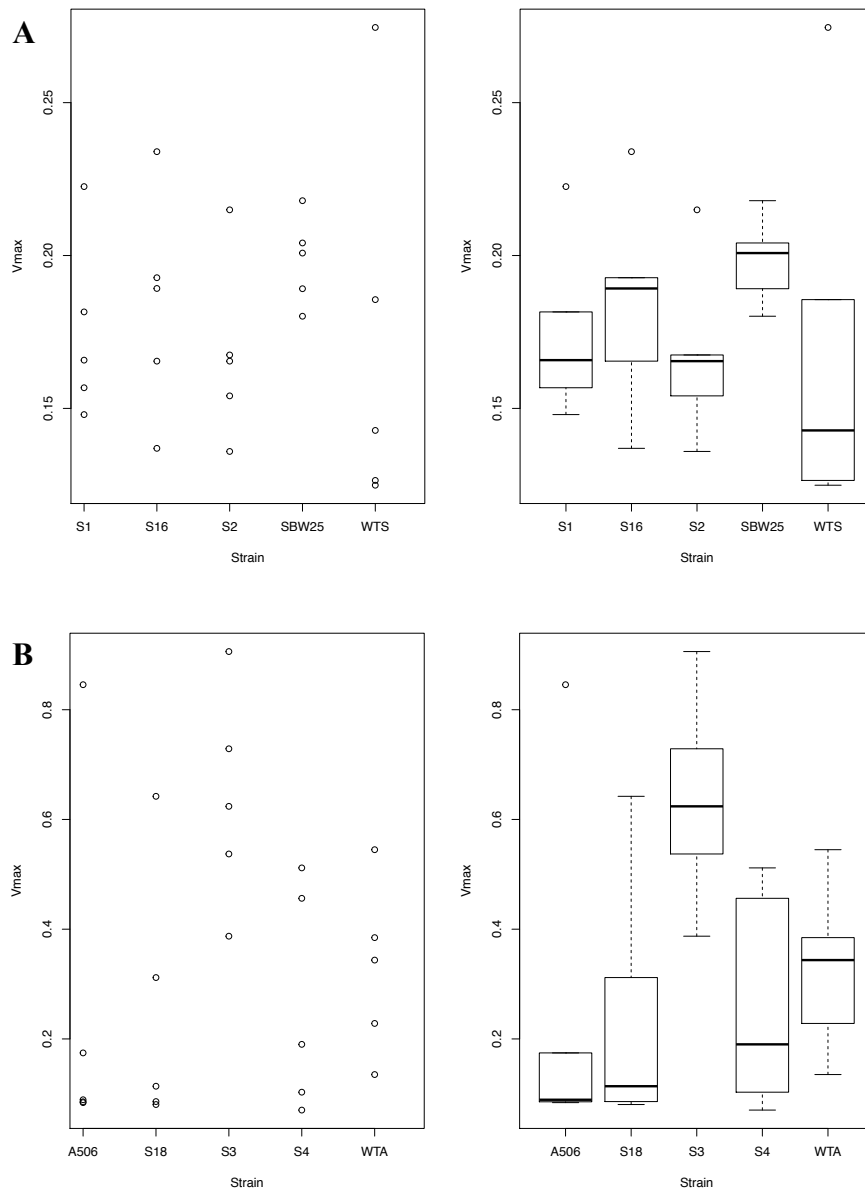 A
Vmax
0.25
0.20
0.15
S1 S16 S2 SBW25 WTS
Strain
Vmax
0.25
0.20
0.15
S1 S16 S2 SBW25 WTS
Strain
B
Vmax
0.8
0.6
0.4
0.2
A506 S18 S3 S4 WTA
Strain
Vmax
0.8
0.6
0.4
0.2
A506 S18 S3 S4 WTA
Strain